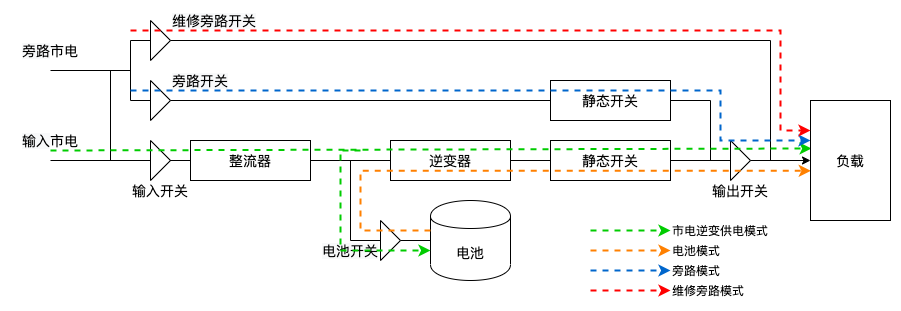 维修旁路开关
旁路市电
旁路开关
静态开关
输入市电
整流器
逆变器
静态开关
负载
输入开关
输出开关
电池开关
电池
市电逆变供电模式
电池模式
旁路模式
维修旁路模式